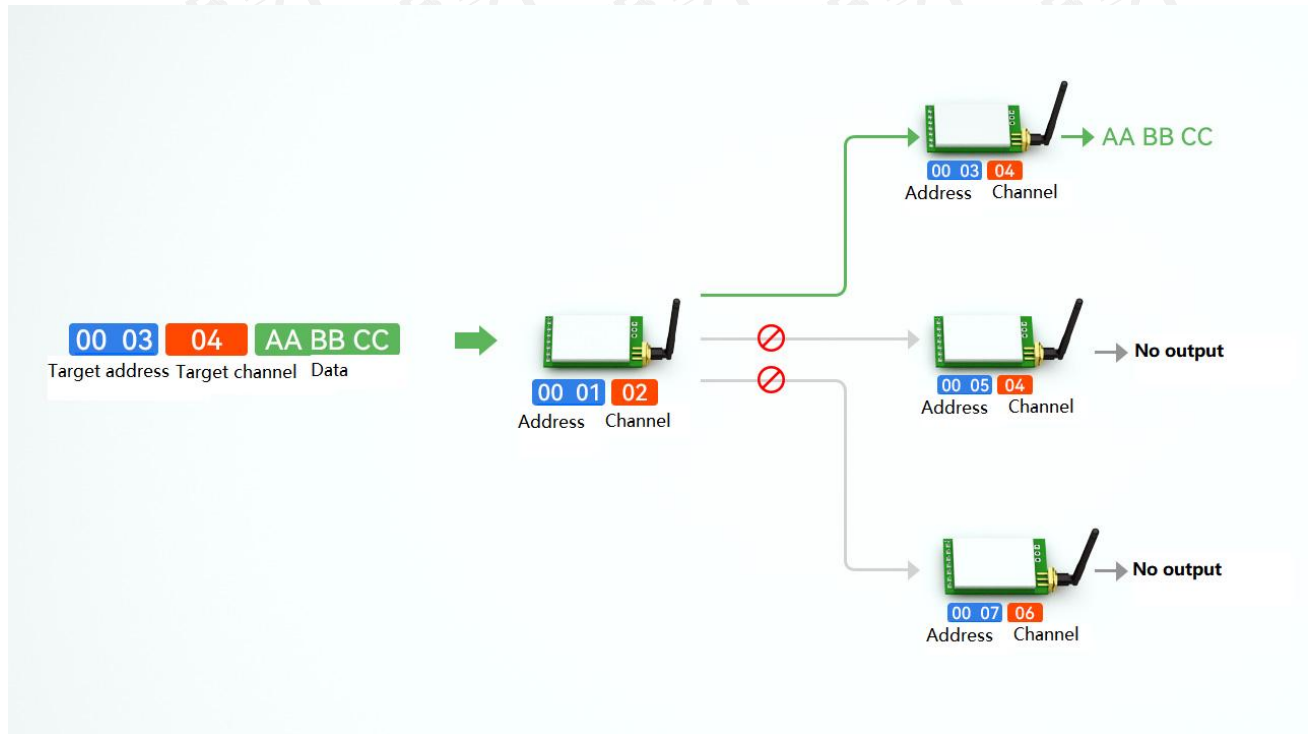 00 03 04 AA BB CC
Target address Target channel Data
00 01 02
Address Channel
00 03 04
Address Channel
AA BB CC
00 05 04
Address Channel
No output
00 07 06
Address Channel
No output